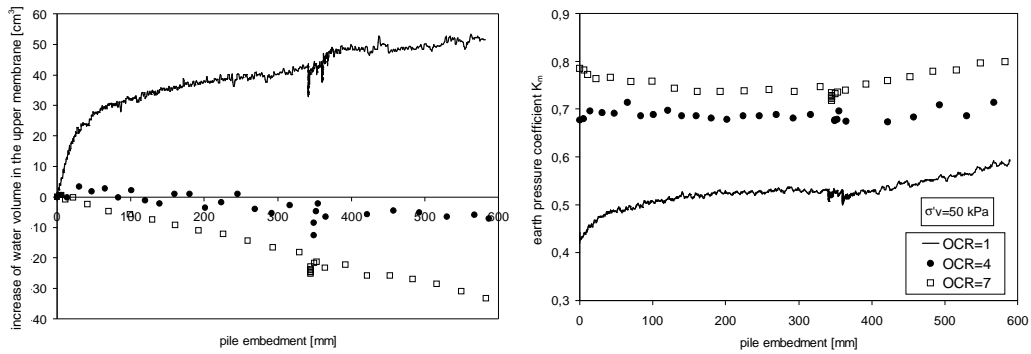 increase of water volume in the upper membrane [cm³]
60
50
40
30
20
10
0
-10
-20
-30
-40
0 100 200 300 400 500 600
pile embedment [mm]
earth pressure coefficient Kₘ
0,9
0,8
0,7
0,6
0,5
0,4
0,3
0,2
0 100 200 300 400 500 600
pile embedment [mm]
σ'v=50 kPa
OCR=1
OCR=4
OCR=7